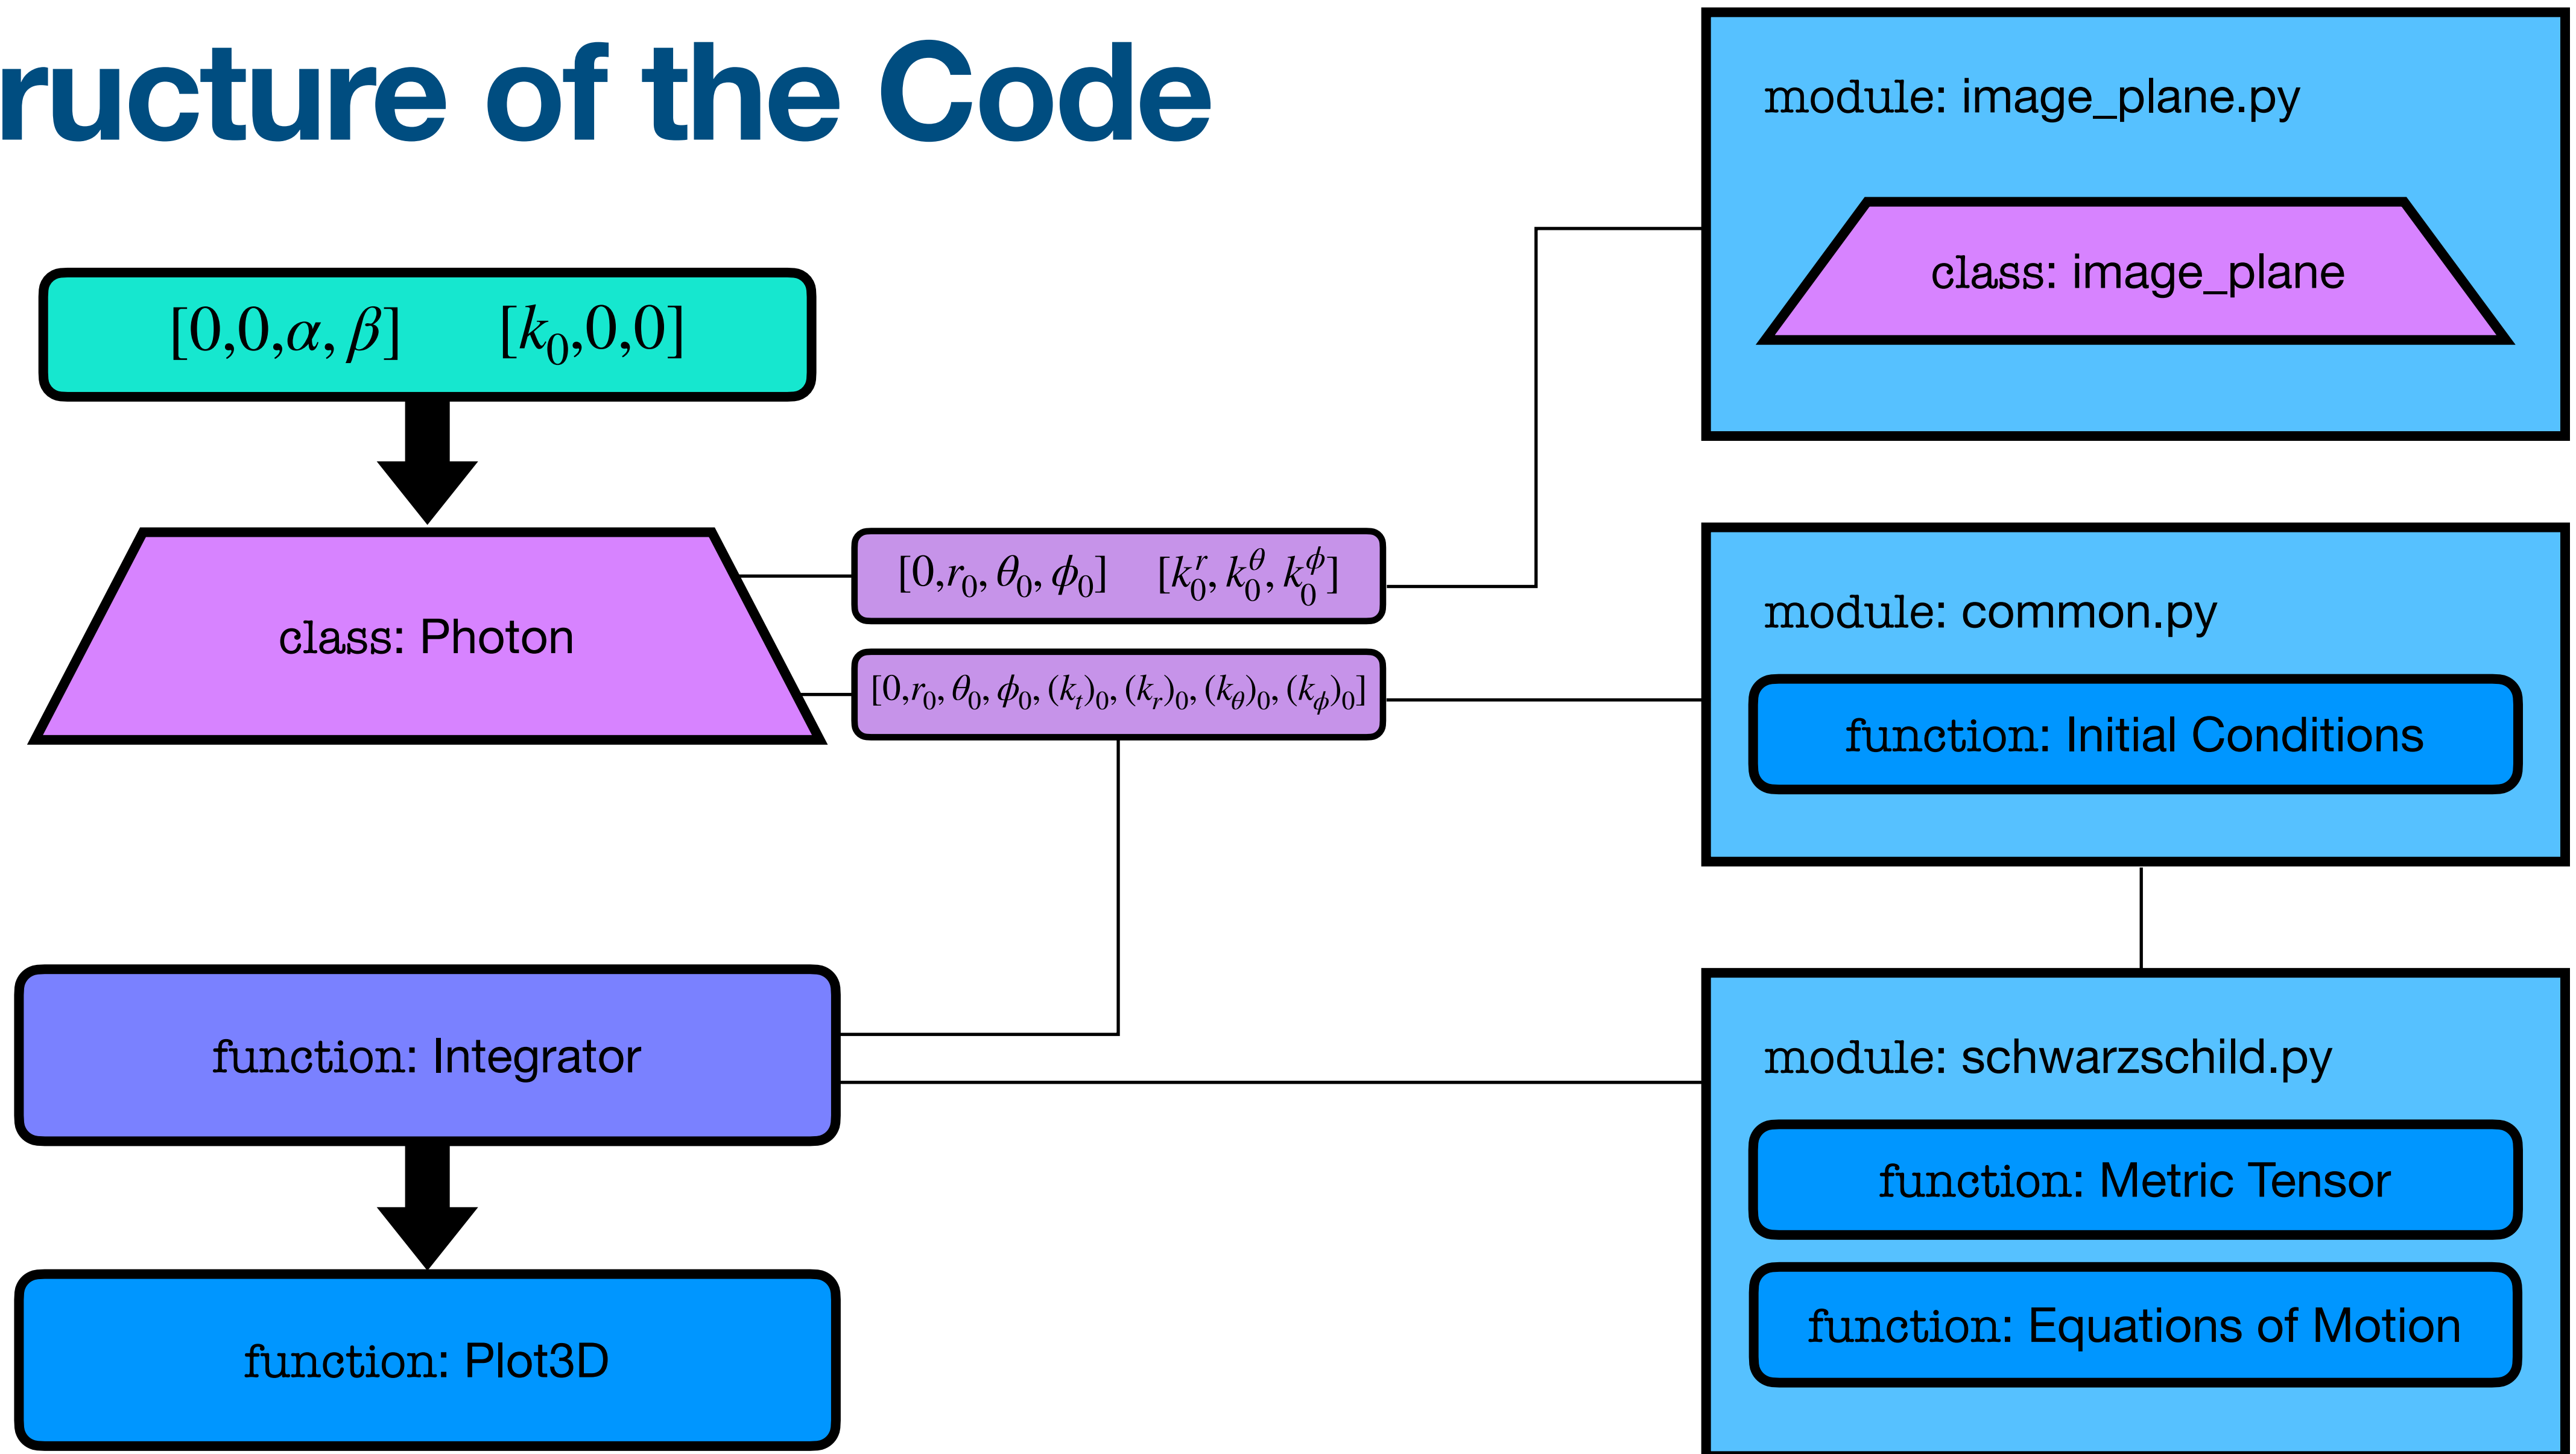 ructure of the Code
[0,0,α, β] [k₀,0,0]
class: Photon
[0,r₀, θ₀, ϕ₀] [k₀ʳ, k₀^θ, k₀^ϕ]
[0,r₀, θ₀, ϕ₀, (kₜ)₀, (kᵣ)₀, (k_θ)₀, (k_ϕ)₀]
function: Integrator
function: Plot3D
module: image_plane.py
class: image_plane
module: common.py
function: Initial Conditions
module: schwarzschild.py
function: Metric Tensor
function: Equations of Motion